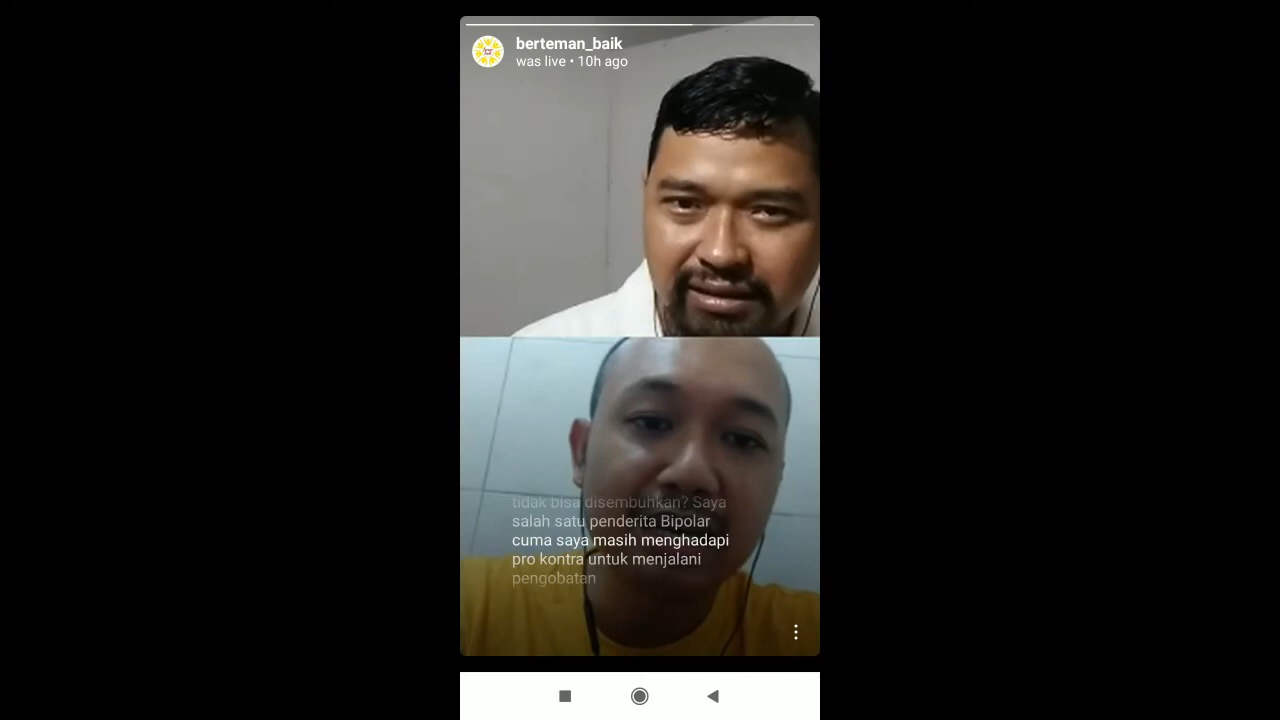 berteman_baik
was live • 10h ago
tidak bisa disembuhkan? Saya
salah satu penderita Bipolar
cuma saya masih menghadapi
pro kontra untuk menjalani
pengobatan